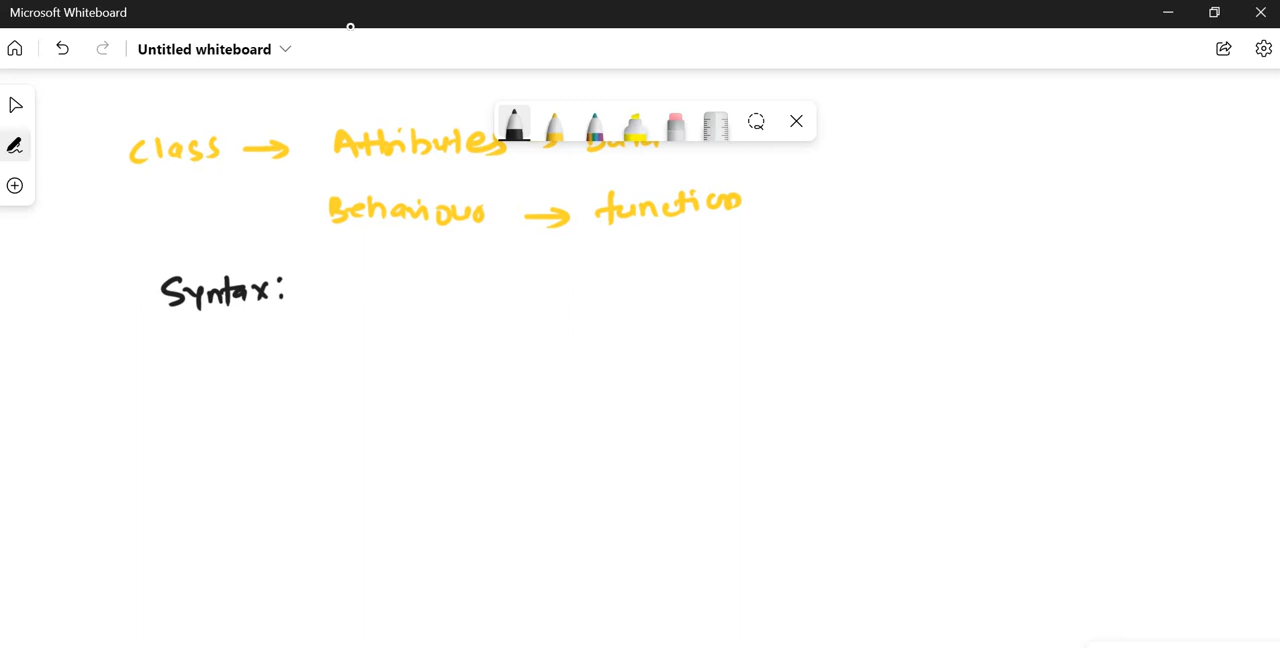 Microsoft Whiteboard
Untitled whiteboard
class → Attributes
Behaviour → function
Syntax: